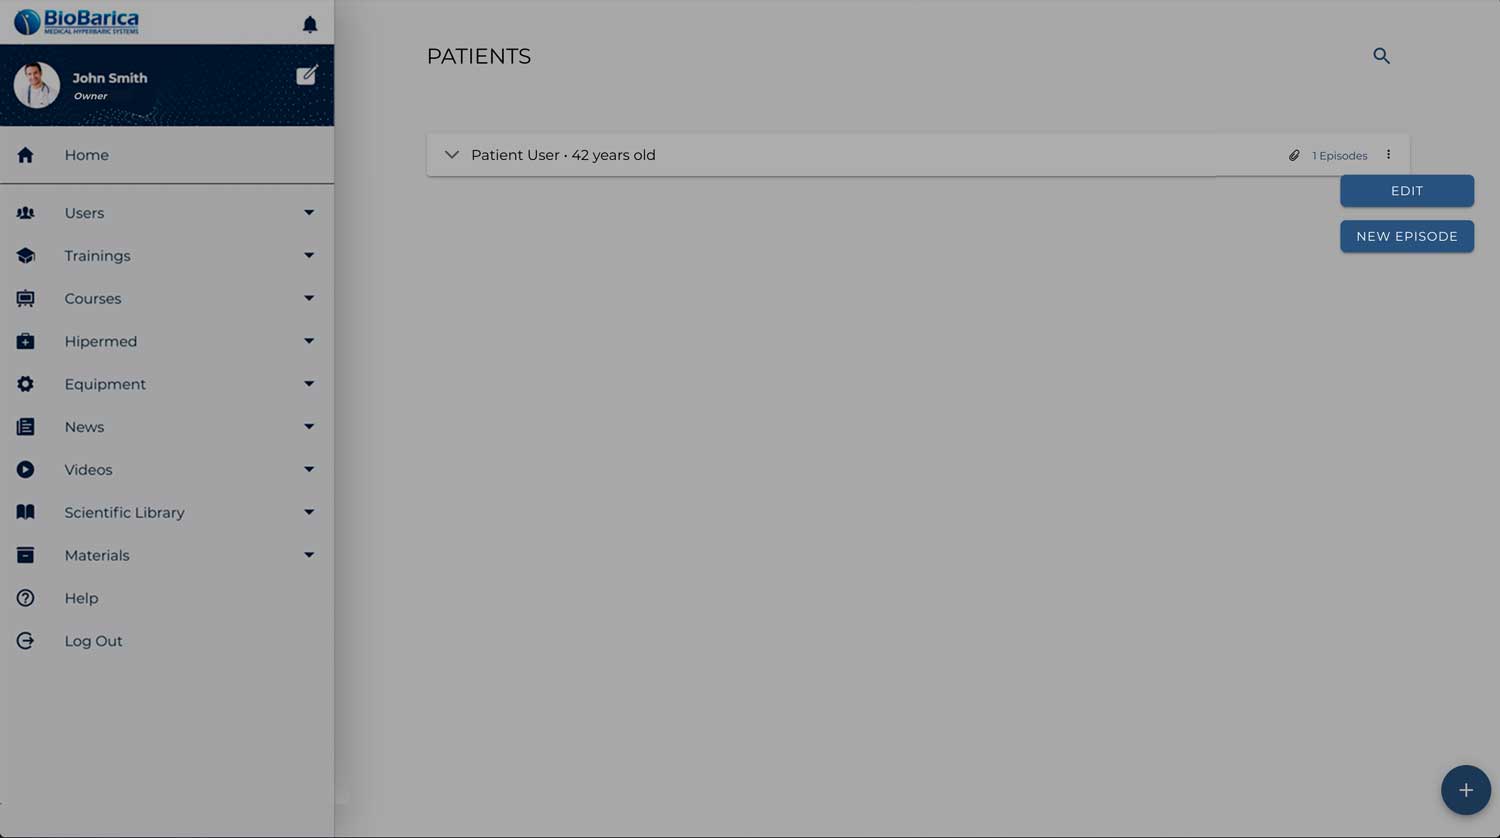 BioBarica
MEDICAL HYPERBARIC SYSTEMS
John Smith
Owner
Home
Users
Trainings
Courses
Hipermed
Equipment
News
Videos
Scientific Library
Materials
Help
Log Out
PATIENTS
Patient User • 42 years old
1 Episodes
EDIT
NEW EPISODE